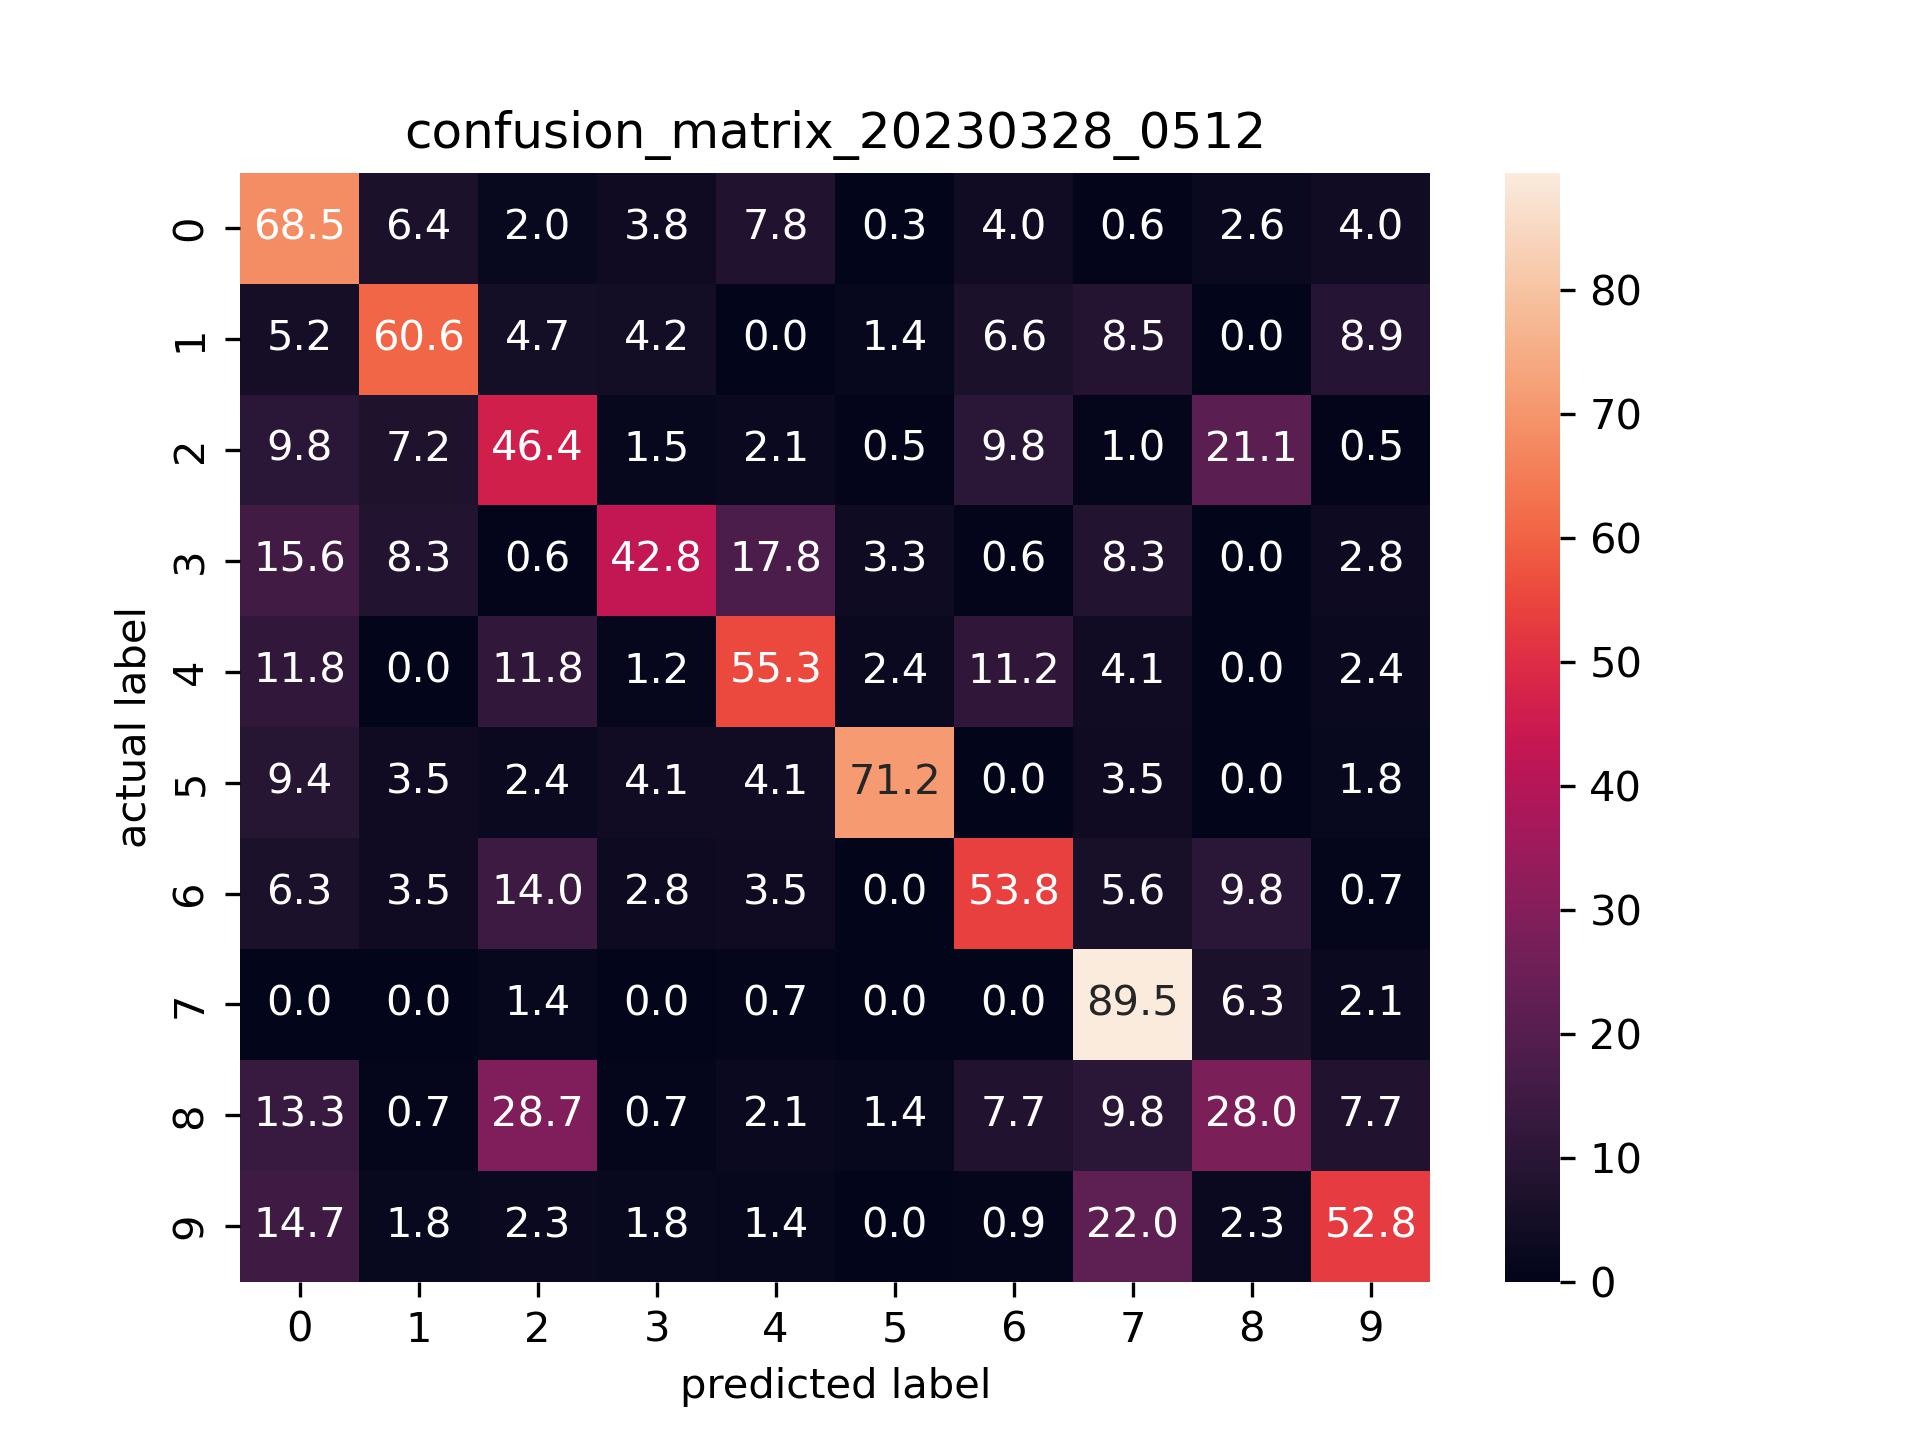 confusion_matrix_20230328_0512
actual label
0 68.5 6.4 2.0 3.8 7.8 0.3 4.0 0.6 2.6 4.0
1 5.2 60.6 4.7 4.2 0.0 1.4 6.6 8.5 0.0 8.9
2 9.8 7.2 46.4 1.5 2.1 0.5 9.8 1.0 21.1 0.5
3 15.6 8.3 0.6 42.8 17.8 3.3 0.6 8.3 0.0 2.8
4 11.8 0.0 11.8 1.2 55.3 2.4 11.2 4.1 0.0 2.4
5 9.4 3.5 2.4 4.1 4.1 71.2 0.0 3.5 0.0 1.8
6 6.3 3.5 14.0 2.8 3.5 0.0 53.8 5.6 9.8 0.7
7 0.0 0.0 1.4 0.0 0.7 0.0 0.0 89.5 6.3 2.1
8 13.3 0.7 28.7 0.7 2.1 1.4 7.7 9.8 28.0 7.7
9 14.7 1.8 2.3 1.8 1.4 0.0 0.9 22.0 2.3 52.8
0 1 2 3 4 5 6 7 8 9
predicted label
80
70
60
50
40
30
20
10
0